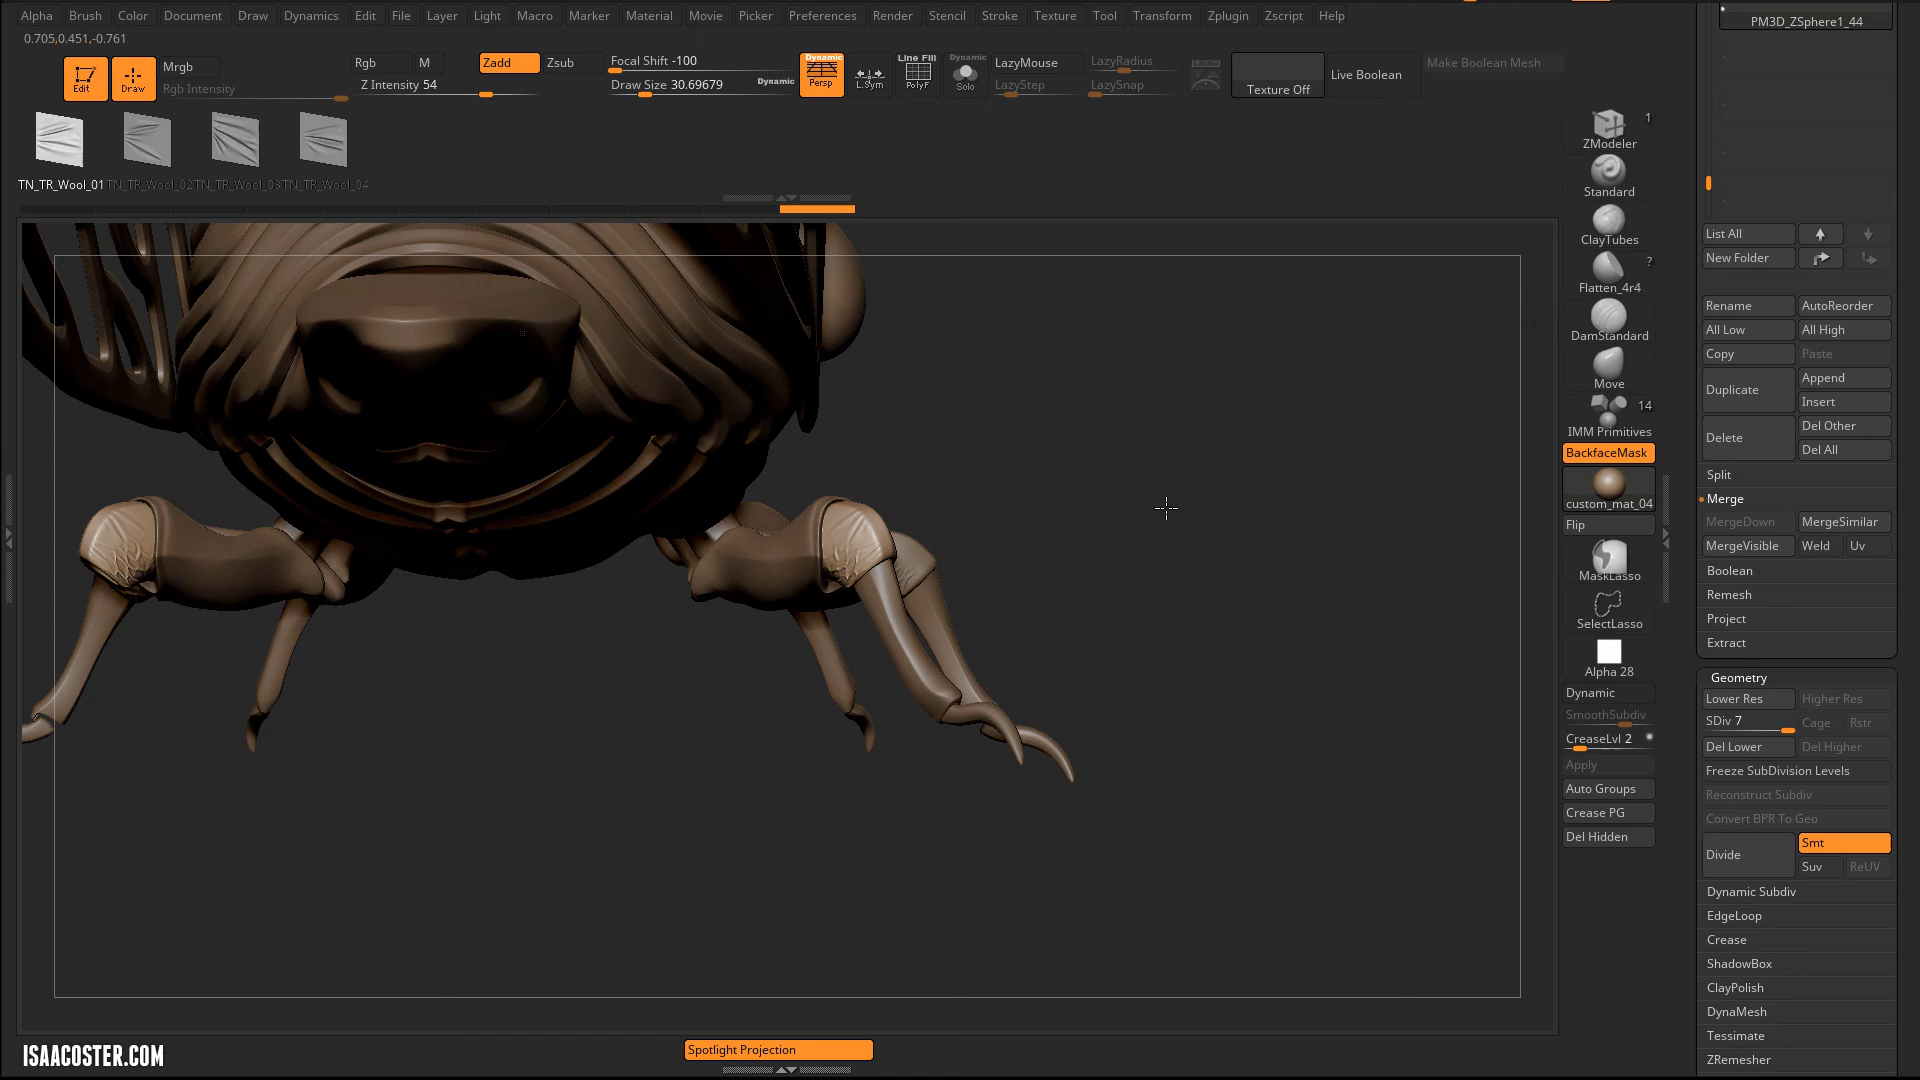 Alpha Brush Color Document Draw Dynamics Edit File Layer Light Macro Marker Material Movie Picker Preferences Render Stencil Stroke Texture Tool Transform Zplugin Zscript Help
PM3D_ZSphere1_44
0.705,0.451,-0.761
Edit Draw Mrgb
Rgb Intensity
Rgb M
Z Intensity 54
Zadd Zsub
Focal Shift -100
Draw Size 30.69679
Dynamic
Dynamic
Persp
L.Sym
Line Fill
PolyF
Dynamic
Solo
LazyMouse
LazyStep
LazyRadius
LazySnap
Texture Off
Live Boolean
Make Boolean Mesh
TN_TR_Wool_01 TN_TR_Wool_02 TN_TR_Wool_03 TN_TR_Wool_04
1
ZModeler
Standard
ClayTubes
?
Flatten_4r4
DamStandard
Move
14
IMM Primitives
BackfaceMask
custom_mat_04
Flip
MaskLasso
SelectLasso
Alpha 28
Dynamic
SmoothSubdiv
CreaseLvl 2
Apply
Auto Groups
Crease PG
Del Hidden
List All
New Folder
Rename AutoReorder
All Low All High
Copy Paste
Duplicate Append
Insert
Delete Del Other
Del All
Split
Merge
MergeDown MergeSimilar
MergeVisible Weld Uv
Boolean
Remesh
Project
Extract
Geometry
Lower Res Higher Res
SDiv 7 Cage Rstr
Del Lower Del Higher
Freeze SubDivision Levels
Reconstruct Subdiv
Convert BPR To Geo
Divide Smt
Suv ReUV
Dynamic Subdiv
EdgeLoop
Crease
ShadowBox
ClayPolish
DynaMesh
Tessimate
ZRemesher
ISAACOSTER.COM
Spotlight Projection